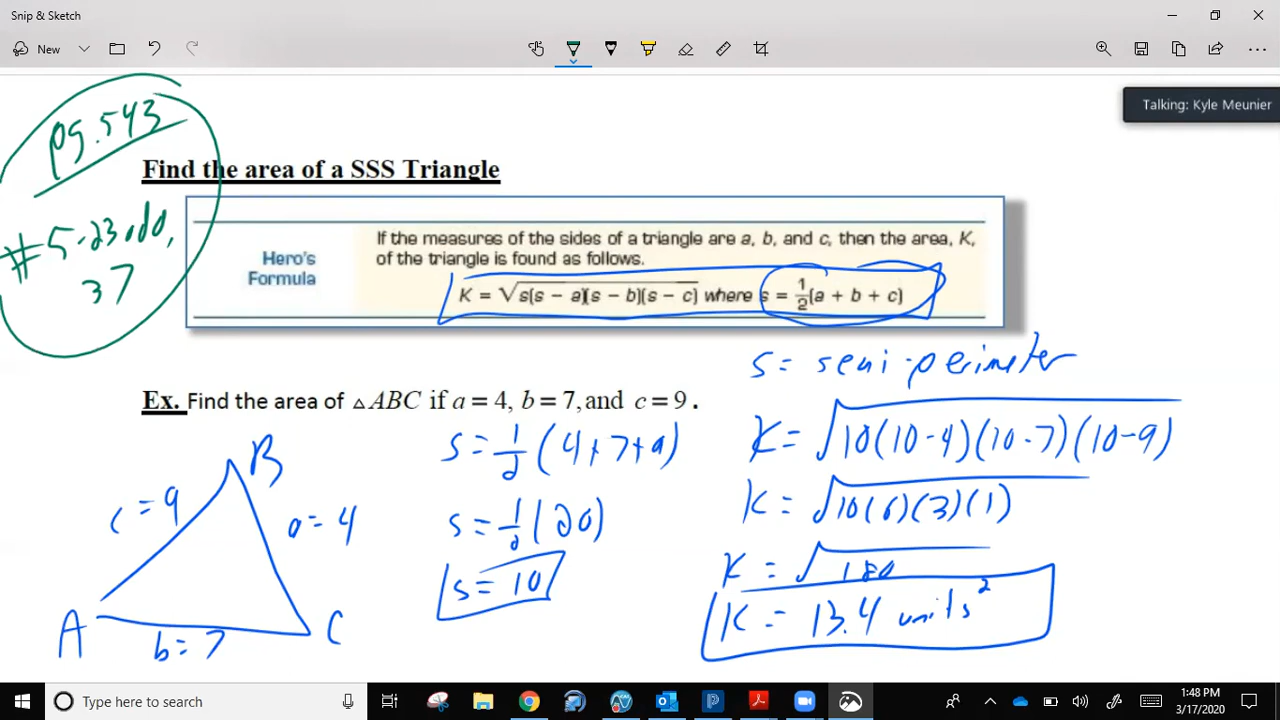 Snip & Sketch
New
Talking: Kyle Meunier
pg. 543
#5-23 odd,
37
Find the area of a SSS Triangle
Hero's
Formula
If the measures of the sides of a triangle are a, b, and c, then the area, K,
of the triangle is found as follows.
K = √s(s − a)(s − b)(s − c) where s = 1/2(a + b + c)
s = semi-perimeter
Ex. Find the area of △ABC if a = 4, b = 7, and c = 9.
B
c = 9
a = 4
A
b = 7
C
s = 1/2 (4+7+9)
s = 1/2 (20)
s = 10
K = √10(10-4)(10-7)(10-9)
K = √10(6)(3)(1)
K = √180
K = 13.4 units²
Type here to search
1:48 PM
3/17/2020